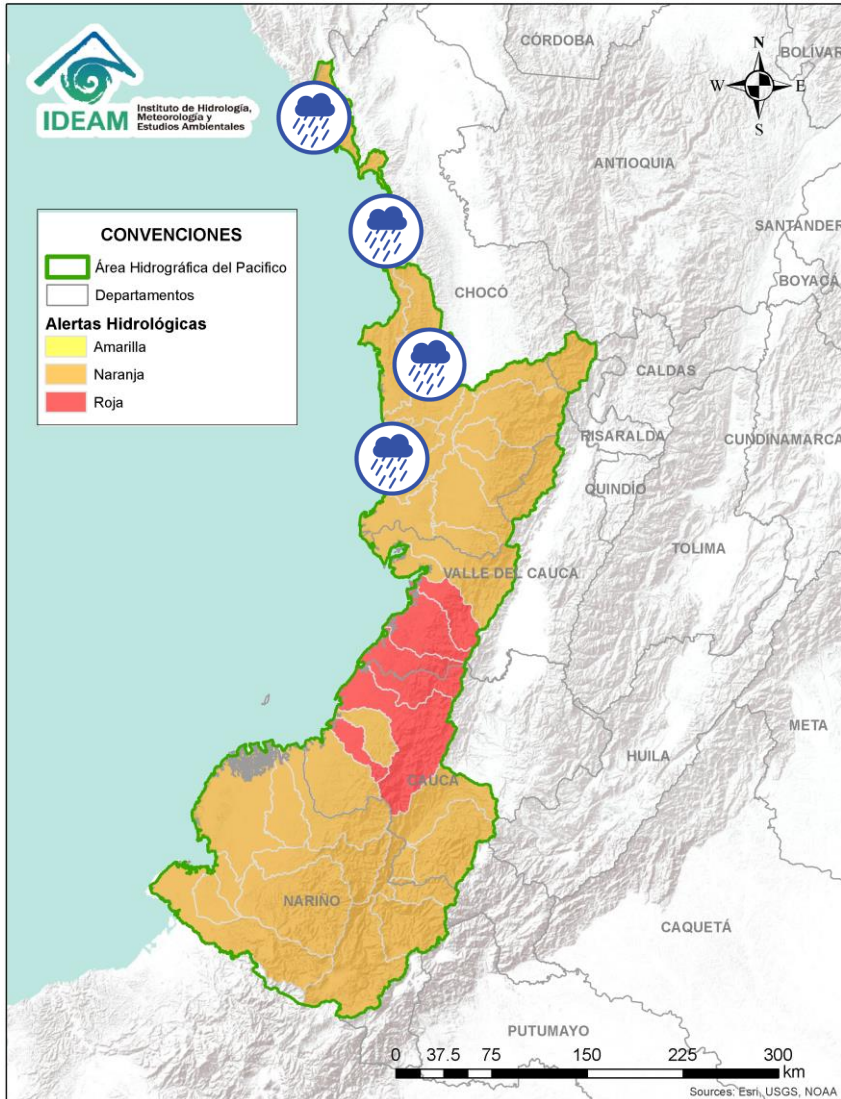 IDEAM
Instituto de Hidrología,
Meteorología y
Estudios Ambientales
N
W
E
S
CÓRDOBA
BOLÍVAR
ANTIOQUIA
SANTANDER
BOYACÁ
CHOCÓ
CONVENCIONES
Área Hidrográfica del Pacifico
Departamentos
Alertas Hidrológicas
Amarilla
Naranja
Roja
CALDAS
RISARALDA
CUNDINAMARCA
QUINDÍO
TOLIMA
VALLE DEL CAUCA
META
HUILA
CAUCA
NARIÑO
CAQUETÁ
PUTUMAYO
0 37.5 75 150 225 300
km
Sources: Esri, USGS, NOAA